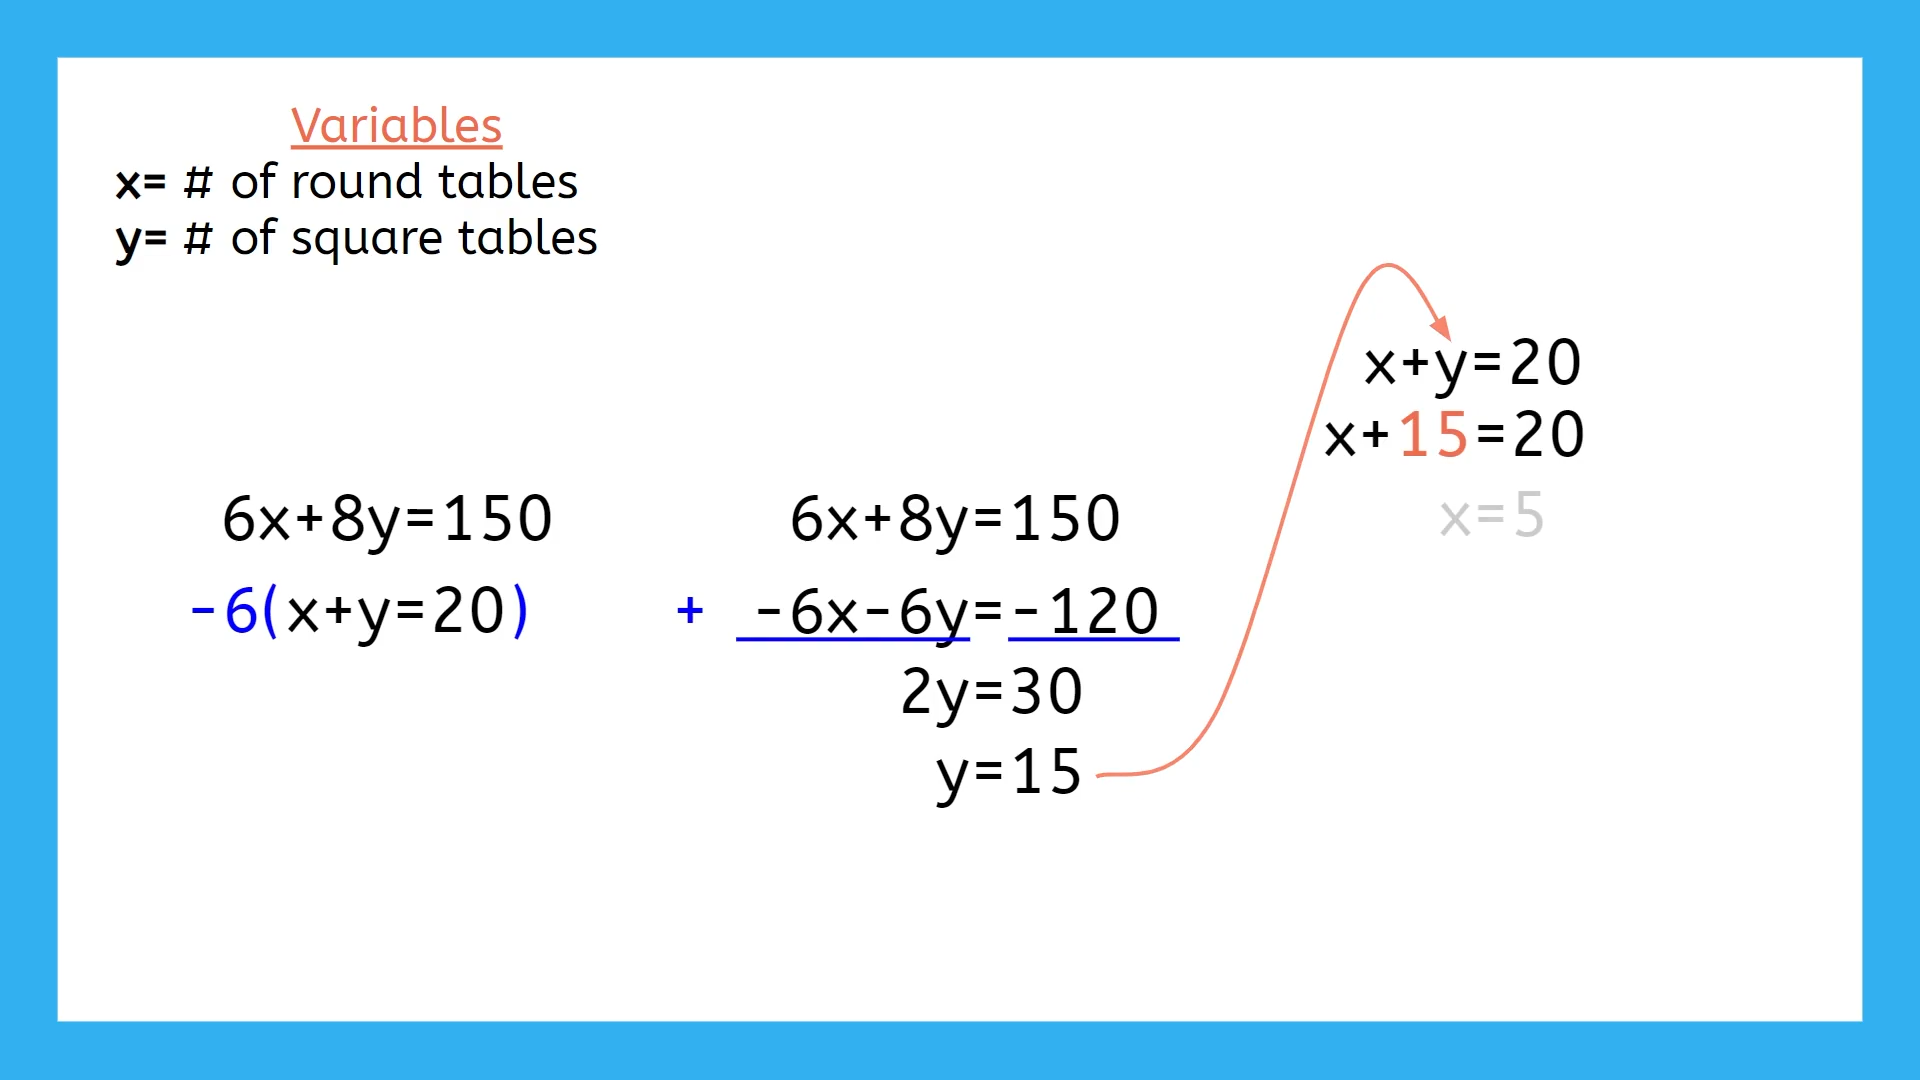 Variables
x= # of round tables
y= # of square tables
6x+8y=150
-6(x+y=20)
6x+8y=150
+ -6x-6y=-120
2y=30
y=15
x+y=20
x+15=20
x=5